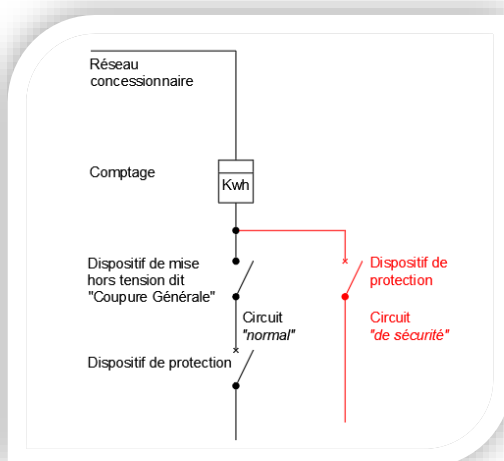 Réseau
concessionnaire
Comptage
Kwh
Dispositif de mise
hors tension dit
"Coupure Générale"
Dispositif de
protection
Circuit
"normal"
Circuit
"de sécurité"
Dispositif de protection